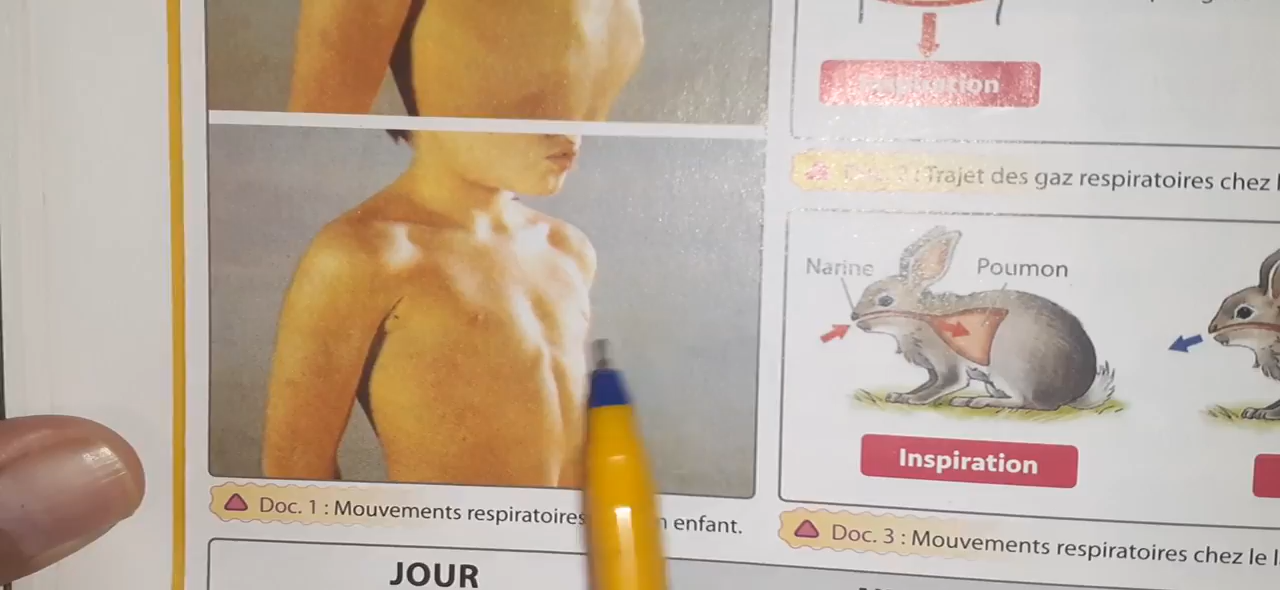 Trajet des gaz respiratoires chez
Narine
Poumon
Inspiration
Doc. 1 : Mouvements respiratoires
enfant.
Doc. 3 : Mouvements respiratoires chez le
JOUR